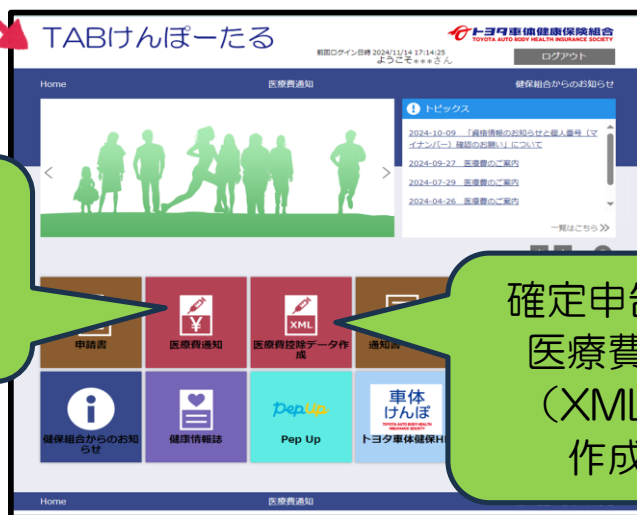 TABけんぽーたる
トヨタ車体健康保険組合
TOYOTA AUTO BODY HEALTH INSURANCE SOCIETY
前回ログイン日時 2024/11/14 17:14:25
ようこそ***さん
ログアウト
Home
医療費通知
健保組合からのお知らせ
トピックス
2024-10-09 「資格情報のお知らせと個人番号（マ
イナンバー）確認のお願い」について
2024-09-27 医療費のご案内
2024-07-29 医療費のご案内
2024-04-26 医療費のご案内
一覧はこちら
申請書
¥
医療費通知
XML
医療費控除データ作
成
通知書
確定申告
医療費
（XML
作成
健保組合からのお知
らせ
健康情報誌
PepUp
Pep Up
車体
けんぽ
TOYOTA AUTO BODY HEALTH
INSURANCE SOCIETY
トヨタ車体健保H
Home
医療費通知